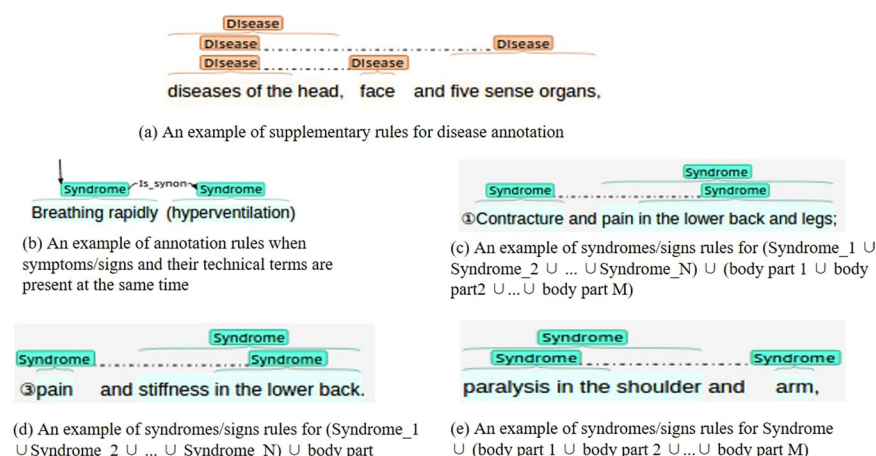 Disease
Disease Disease
Disease Disease
diseases of the head, face and five sense organs,
(a) An example of supplementary rules for disease annotation
Syndrome Is_synon Syndrome
Breathing rapidly (hyperventilation)
(b) An example of annotation rules when
symptoms/signs and their technical terms are
present at the same time
Syndrome
Syndrome Syndrome
①Contracture and pain in the lower back and legs;
(c) An example of syndromes/signs rules for (Syndrome_1 ∪
Syndrome_2 ∪ ... ∪Syndrome_N) ∪ (body part 1 ∪ body
part2 ∪...∪ body part M)
Syndrome
Syndrome Syndrome
③pain and stiffness in the lower back.
(d) An example of syndromes/signs rules for (Syndrome_1
∪Syndrome_2 ∪ ... ∪ Syndrome_N) ∪ body part
Syndrome
Syndrome Syndrome
paralysis in the shoulder and arm,
(e) An example of syndromes/signs rules for Syndrome
∪ (body part 1 ∪ body part 2 ∪...∪ body part M)